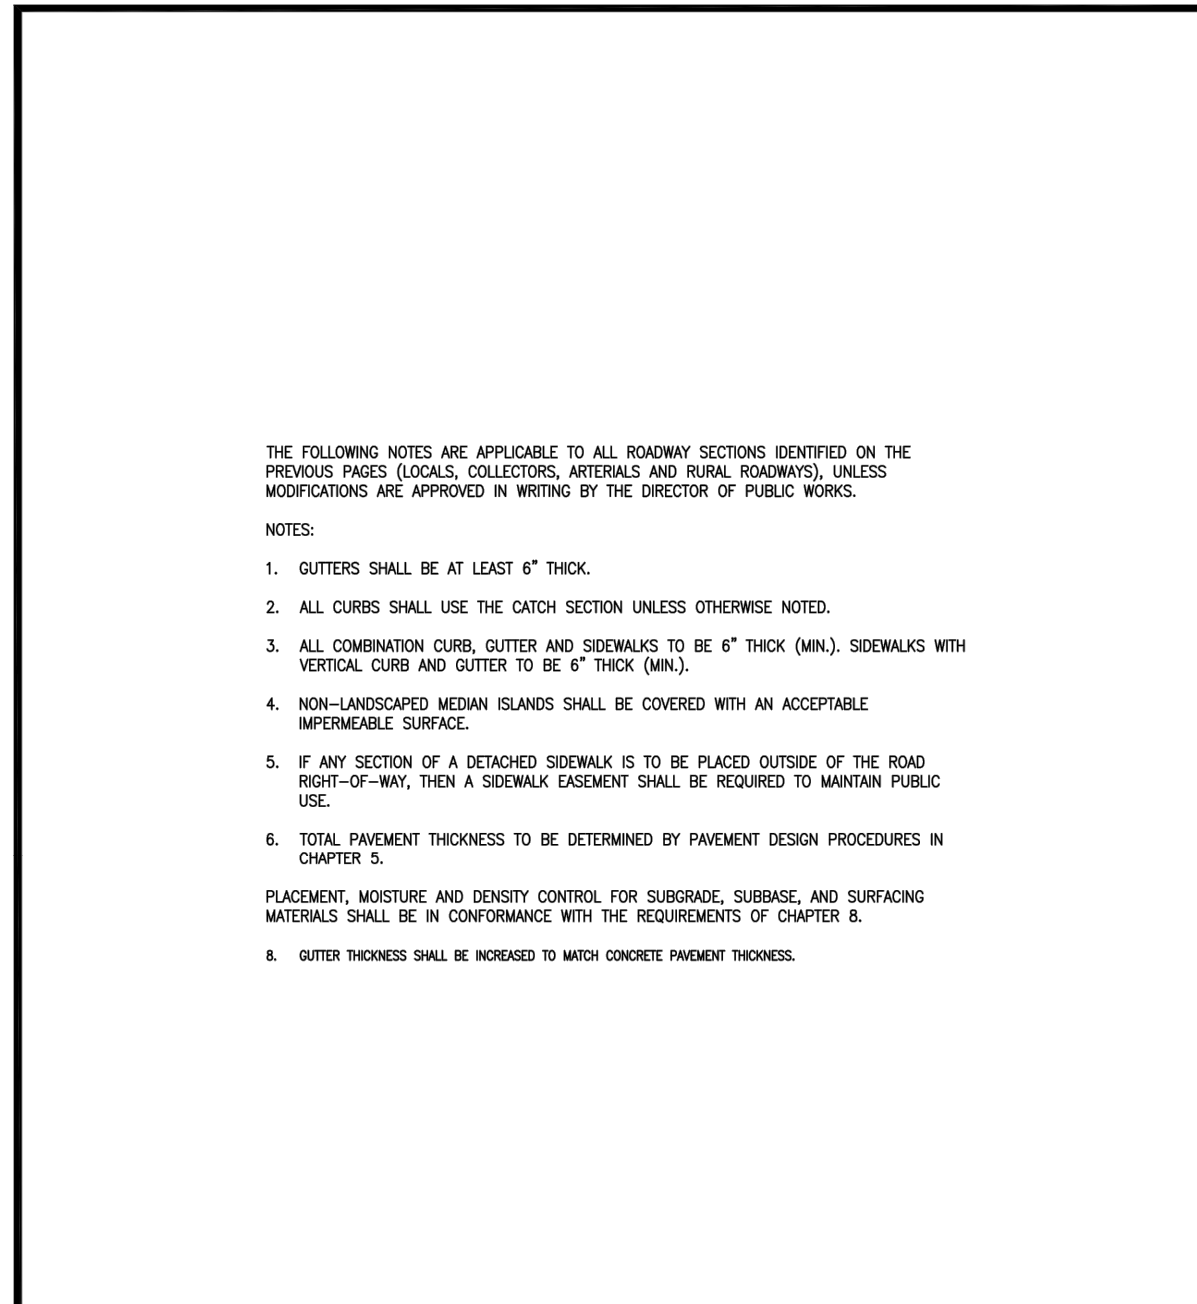 THE FOLLOWING NOTES ARE APPLICABLE TO ALL ROADWAY SECTIONS IDENTIFIED ON THE
PREVIOUS PAGES (LOCALS, COLLECTORS, ARTERIALS AND RURAL ROADWAYS), UNLESS
MODIFICATIONS ARE APPROVED IN WRITING BY THE DIRECTOR OF PUBLIC WORKS.
NOTES:
1. GUTTERS SHALL BE AT LEAST 6" THICK.
2. ALL CURBS SHALL USE THE CATCH SECTION UNLESS OTHERWISE NOTED.
3. ALL COMBINATION CURB, GUTTER AND SIDEWALKS TO BE 6" THICK (MIN.). SIDEWALKS WITH
VERTICAL CURB AND GUTTER TO BE 6" THICK (MIN.).
4. NON-LANDSCAPED MEDIAN ISLANDS SHALL BE COVERED WITH AN ACCEPTABLE
IMPERMEABLE SURFACE.
5. IF ANY SECTION OF A DETACHED SIDEWALK IS TO BE PLACED OUTSIDE OF THE ROAD
RIGHT-OF-WAY, THEN A SIDEWALK EASEMENT SHALL BE REQUIRED TO MAINTAIN PUBLIC
USE.
6. TOTAL PAVEMENT THICKNESS TO BE DETERMINED BY PAVEMENT DESIGN PROCEDURES IN
CHAPTER 5.
PLACEMENT, MOISTURE AND DENSITY CONTROL FOR SUBGRADE, SUBBASE, AND SURFACING
MATERIALS SHALL BE IN CONFORMANCE WITH THE REQUIREMENTS OF CHAPTER 8.
8. GUTTER THICKNESS SHALL BE INCREASED TO MATCH CONCRETE PAVEMENT THICKNESS.